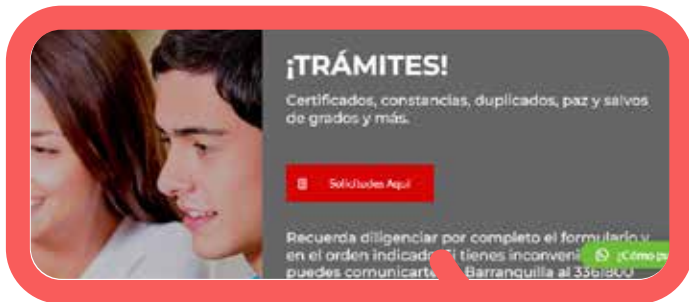 ¡TRÁMITES!
Certificados, constancias, duplicados, paz y salvos
de grados y más.
Solicitudes Aquí
Recuerda diligenciar por completo el formulario y
en el orden indicado tienes
puedes Barranquilla al 3361800
¿Cómo